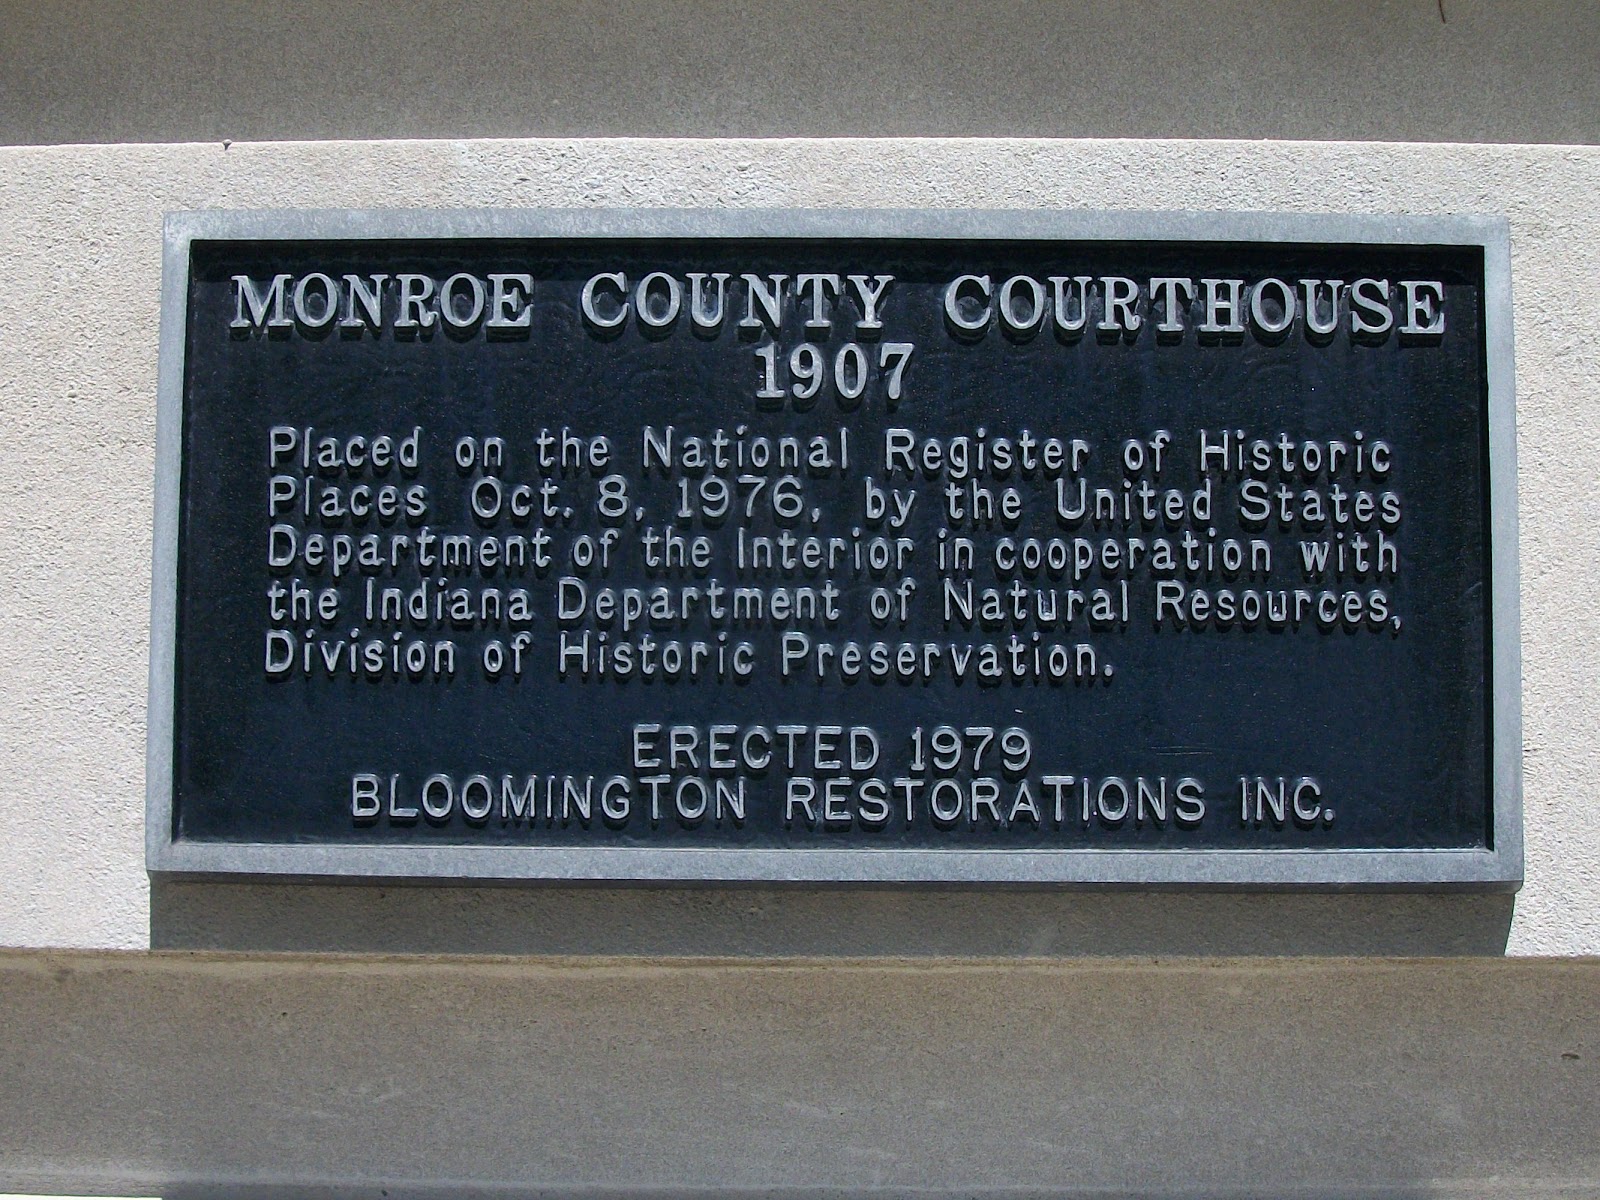 MONROE COUNTY COURTHOUSE
1907
Placed on the National Register of Historic
Places Oct. 8, 1976, by the United States
Department of the Interior in cooperation with
the Indiana Department of Natural Resources,
Division of Historic Preservation.
ERECTED 1979
BLOOMINGTON RESTORATIONS INC.